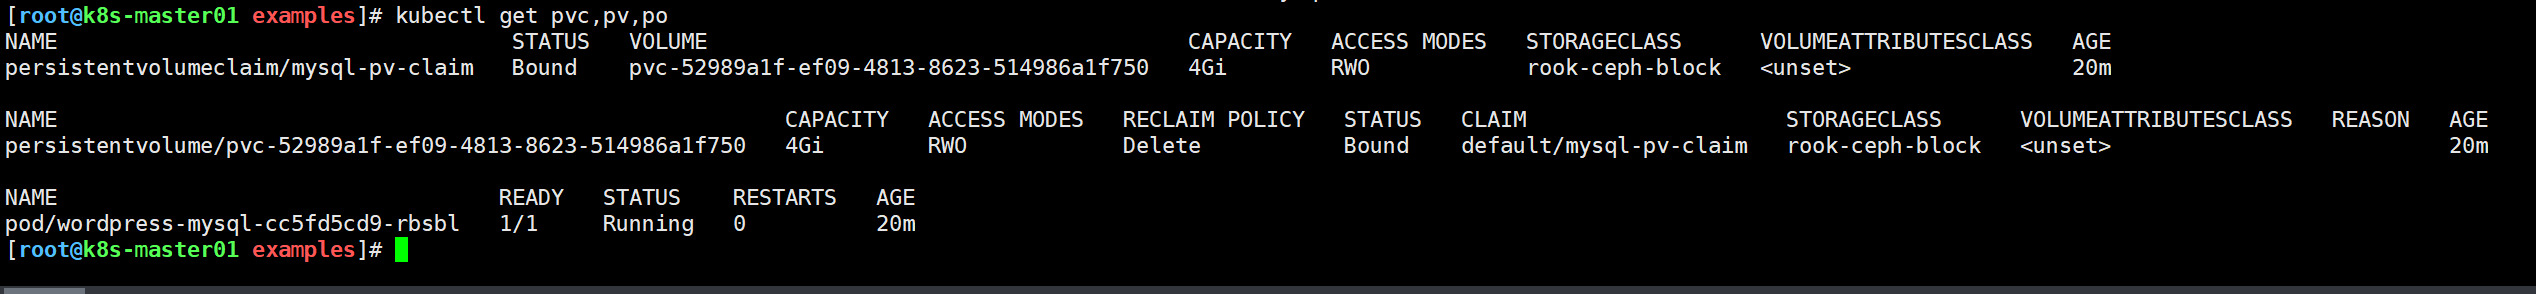 [root@k8s-master01 examples]# kubectl get pvc,pv,po
NAME STATUS VOLUME CAPACITY ACCESS MODES STORAGECLASS VOLUMEATTRIBUTESCLASS AGE
persistentvolumeclaim/mysql-pv-claim Bound pvc-52989a1f-ef09-4813-8623-514986a1f750 4Gi RWO rook-ceph-block <unset> 20m
NAME CAPACITY ACCESS MODES RECLAIM POLICY STATUS CLAIM STORAGECLASS VOLUMEATTRIBUTESCLASS REASON AGE
persistentvolume/pvc-52989a1f-ef09-4813-8623-514986a1f750 4Gi RWO Delete Bound default/mysql-pv-claim rook-ceph-block <unset> 20m
NAME READY STATUS RESTARTS AGE
pod/wordpress-mysql-cc5fd5cd9-rbsbl 1/1 Running 0 20m
[root@k8s-master01 examples]#